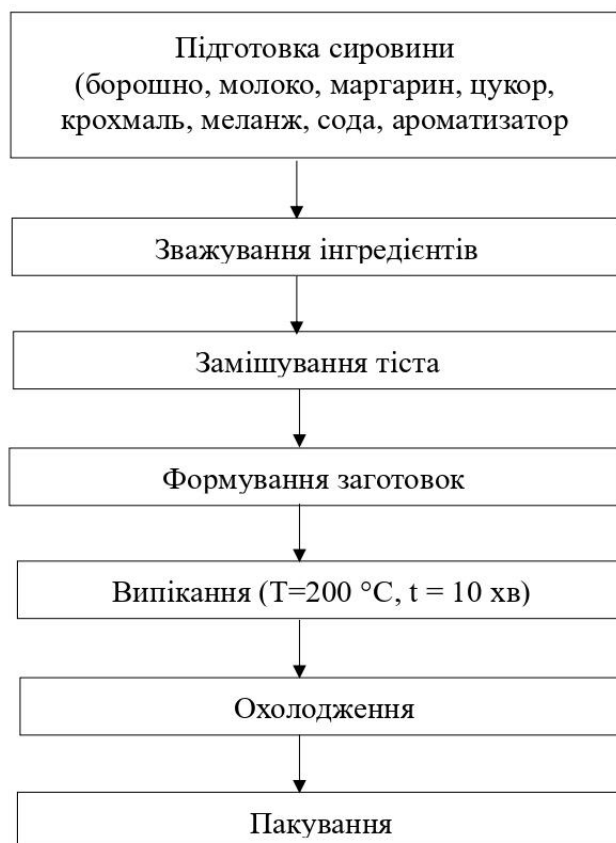 Підготовка сировини
(борошно, молоко, маргарин, цукор,
крохмаль, меланж, сода, ароматизатор
Зважування інгредієнтів
Замішування тіста
Формування заготовок
Випікання (T=200 °C, t = 10 хв)
Охолодження
Пакування